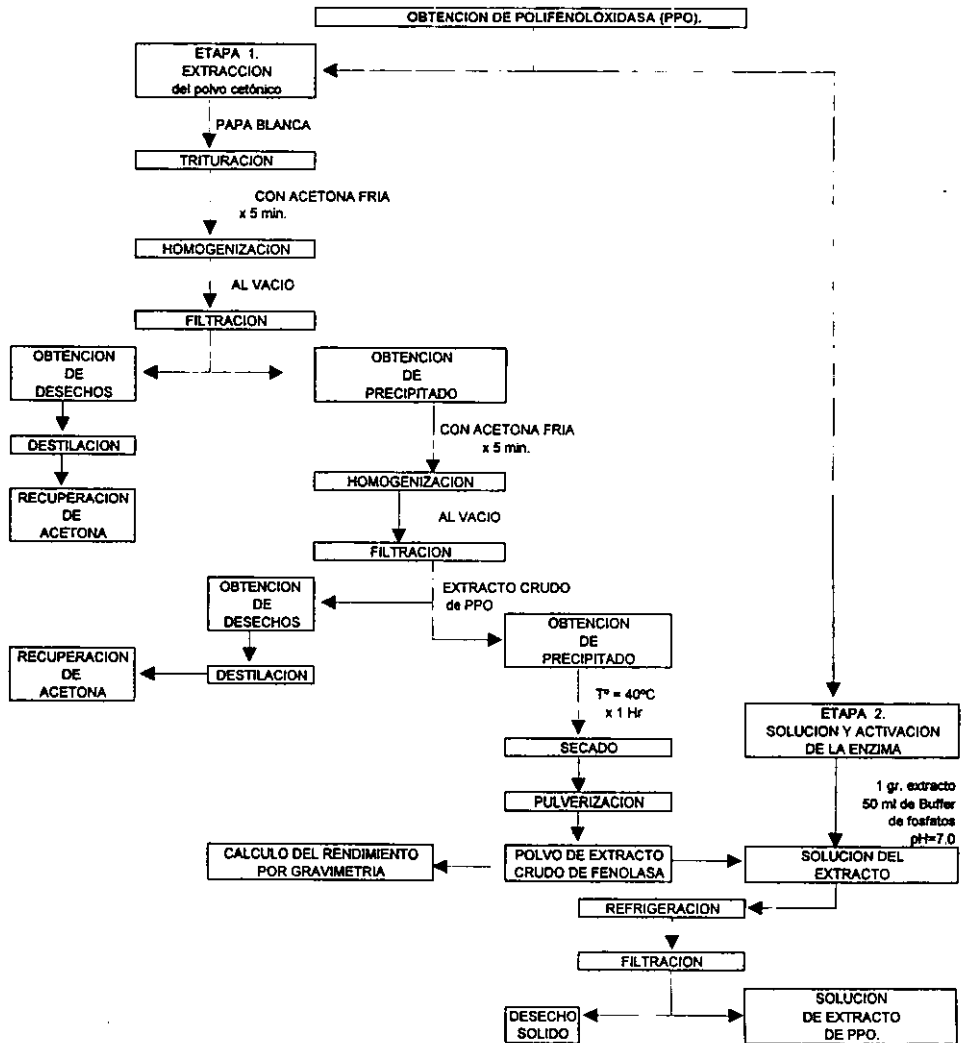 OBTENCION DE POLIFENOLOXIDASA (PPO).
ETAPA 1.
EXTRACCION
del polvo cetónico
PAPA BLANCA
TRITURACION
CON ACETONA FRIA
x 5 min.
HOMOGENIZACION
AL VACIO
FILTRACION
OBTENCION
DE
DESECHOS
OBTENCION
DE
PRECIPITADO
DESTILACION
CON ACETONA FRIA
x 5 min.
RECUPERACION
DE
ACETONA
HOMOGENIZACION
AL VACIO
FILTRACION
OBTENCION
DE
DESECHOS
EXTRACTO CRUDO
de PPO
OBTENCION
DE
PRECIPITADO
RECUPERACION
DE
ACETONA
DESTILACION
Tº = 40ºC
x 1 Hr
ETAPA 2.
SOLUCION Y ACTIVACION
DE LA ENZIMA
SECADO
PULVERIZACION
1 gr. extracto
50 ml de Buffer
de fosfatos
pH=7.0
CALCULO DEL RENDIMIENTO
POR GRAVIMETRIA
POLVO DE EXTRACTO
CRUDO DE FENOLASA
SOLUCION DEL
EXTRACTO
REFRIGERACION
FILTRACION
DESECHO
SOLIDO
SOLUCION
DE EXTRACTO
DE PPO.